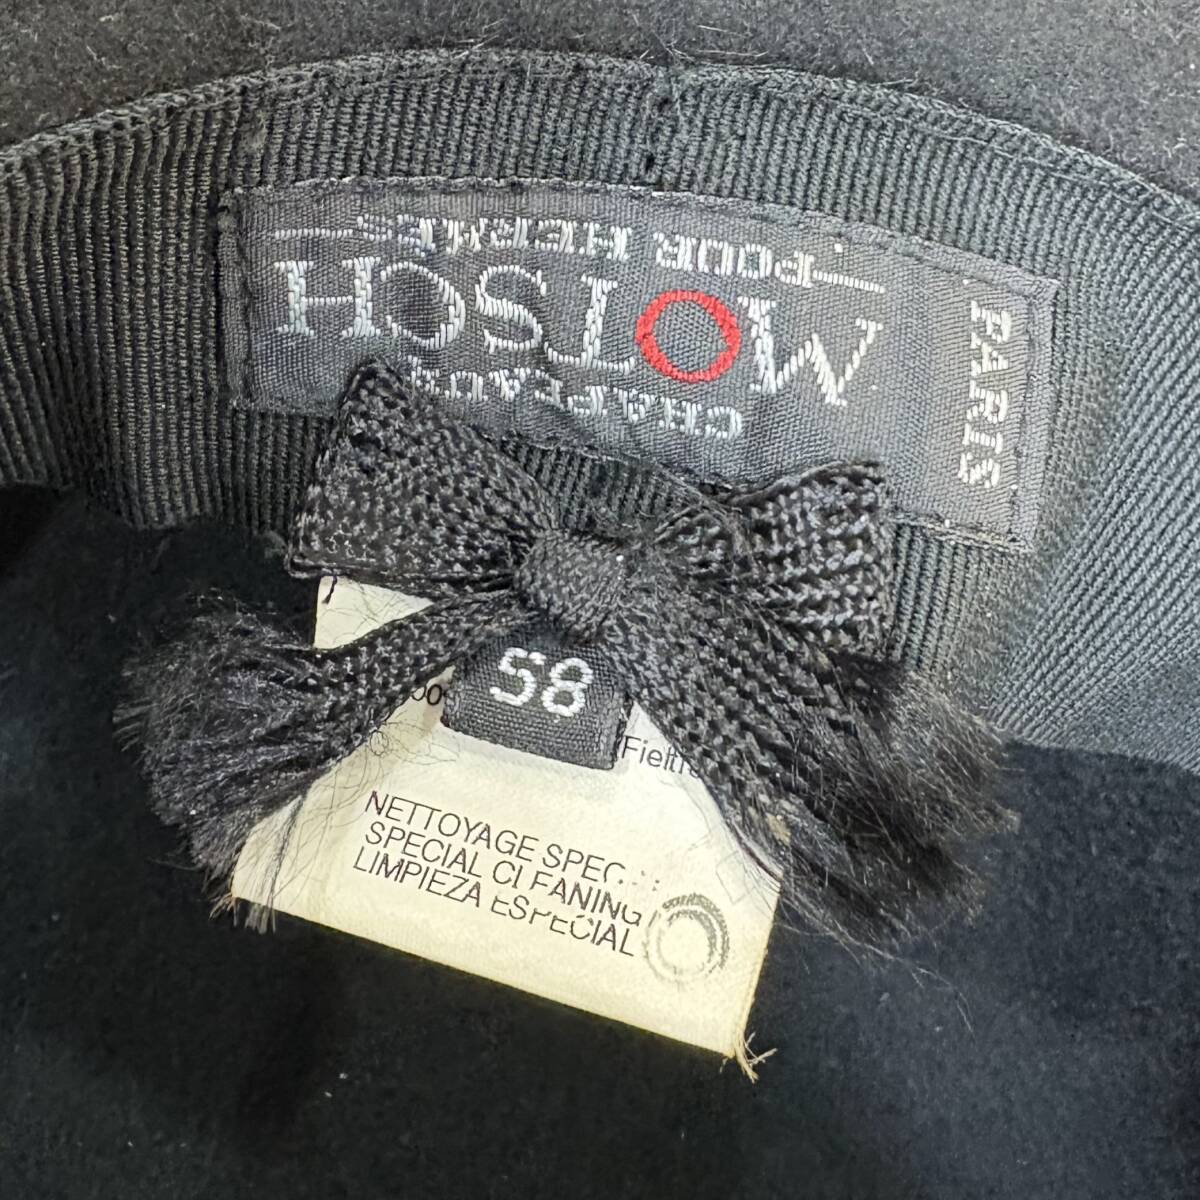 CHAPEAUX
MOTSCH
POUR HERMES
PARIS
58
NETTOYAGE SPEC
SPECIAL CLEANING
LIMPIEZA ESPECIAL